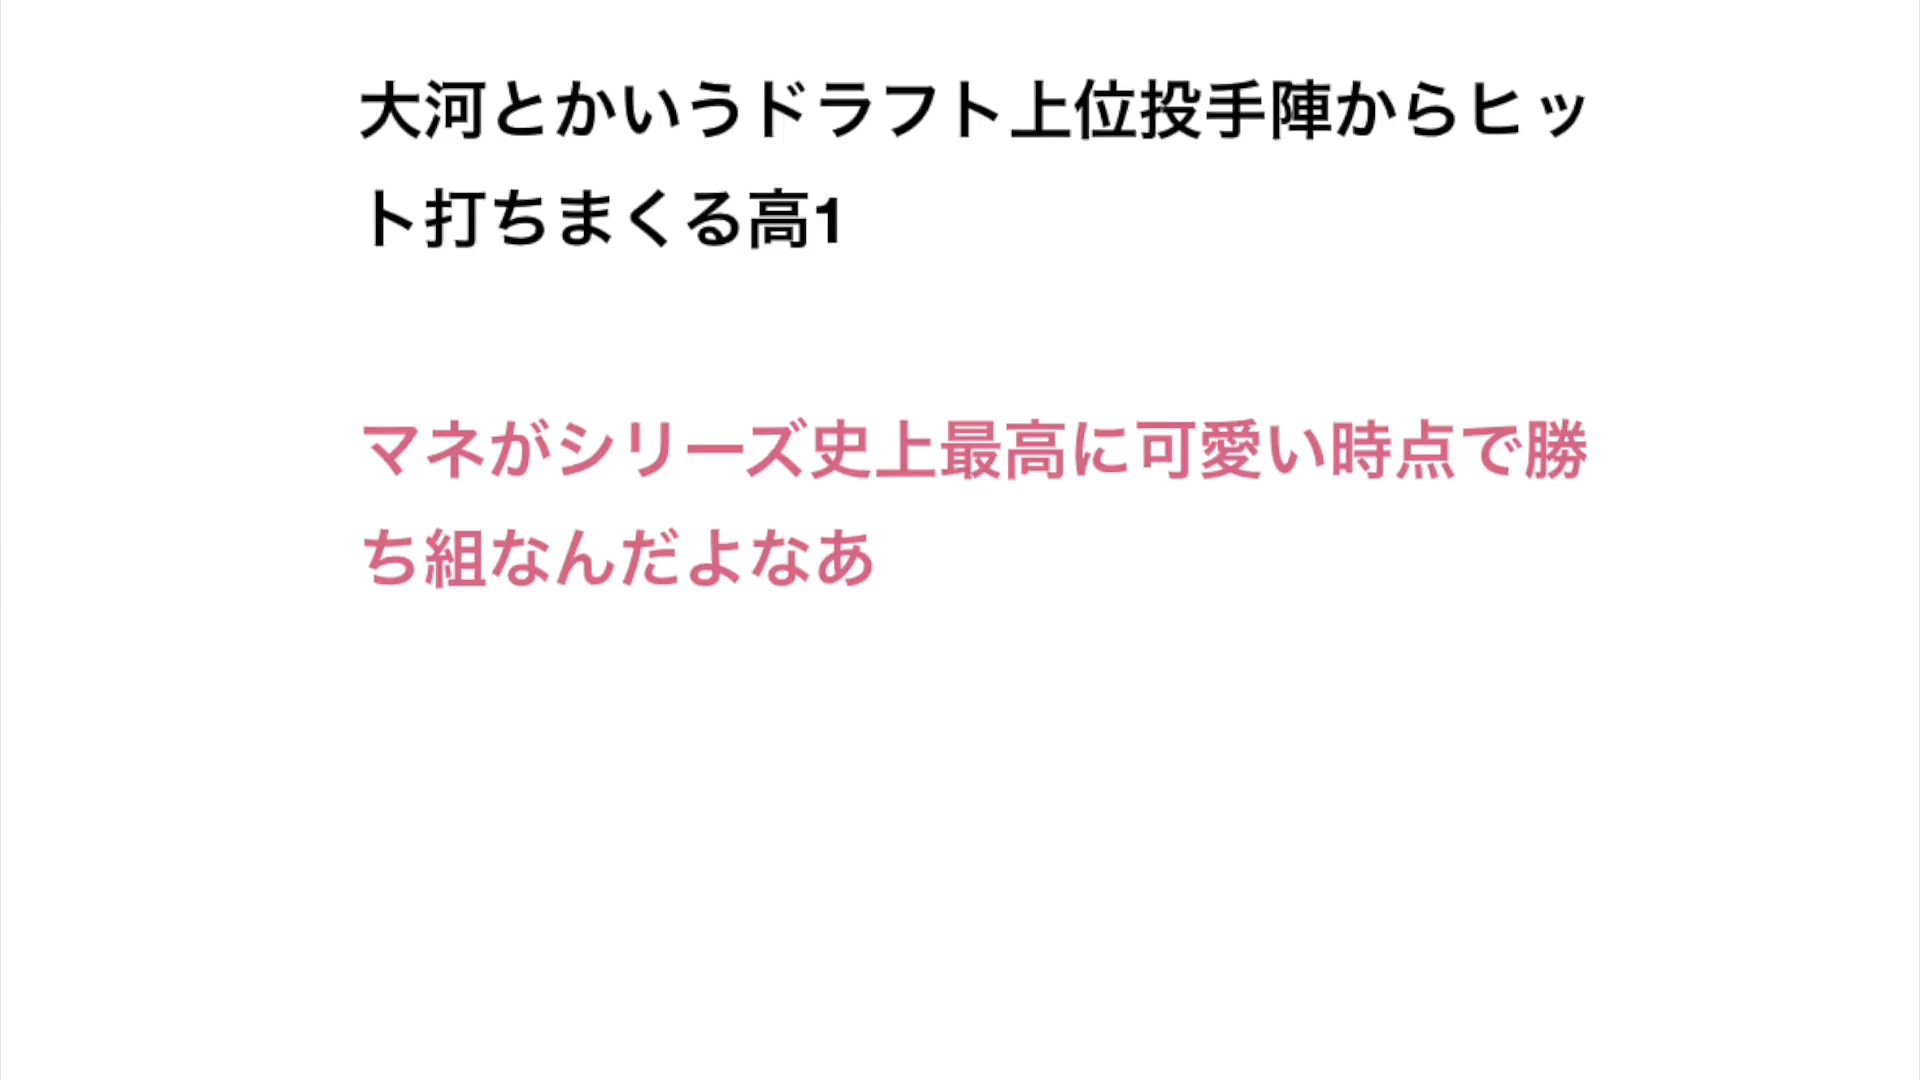 大河とかいうドラフト上位投手陣からヒッ
ト打ちまくる高1
マネがシリーズ史上最高に可愛い時点で勝
ち組なんだよなあ